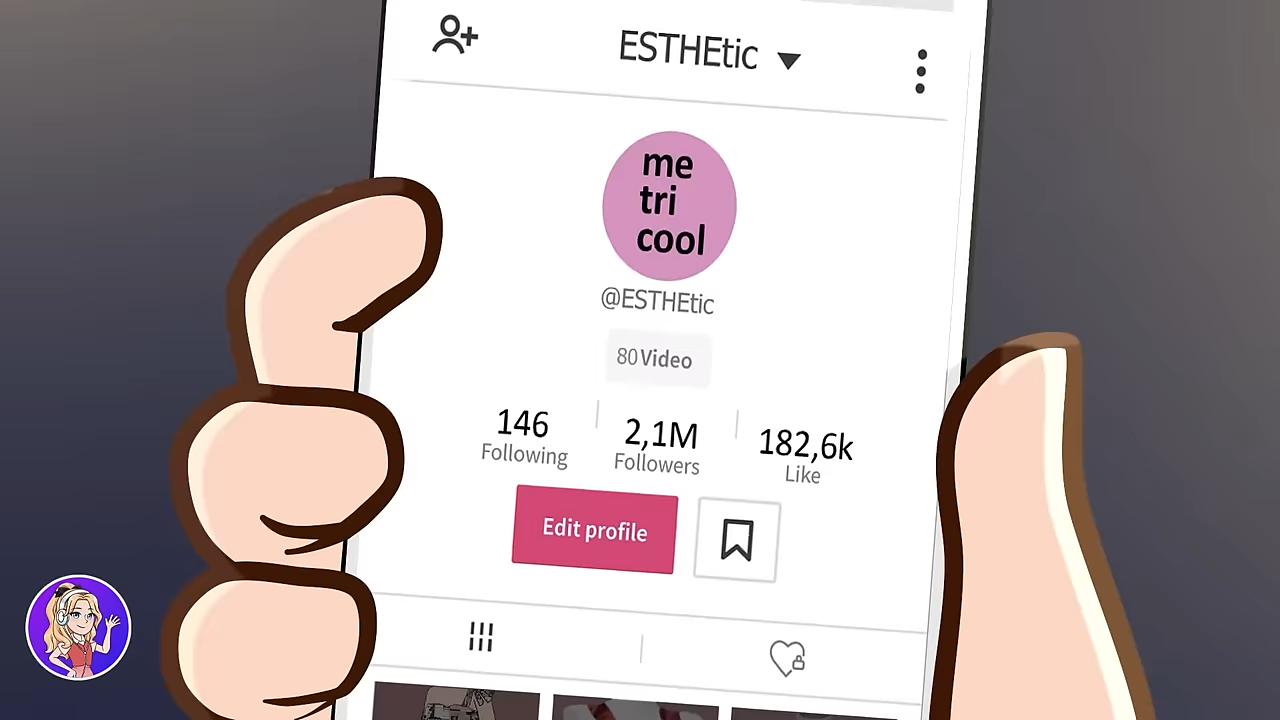 ESTHEtic
me
tri
cool
@ESTHEtic
80 Video
146 2,1M 182,6k
Following Followers Like
Edit profile